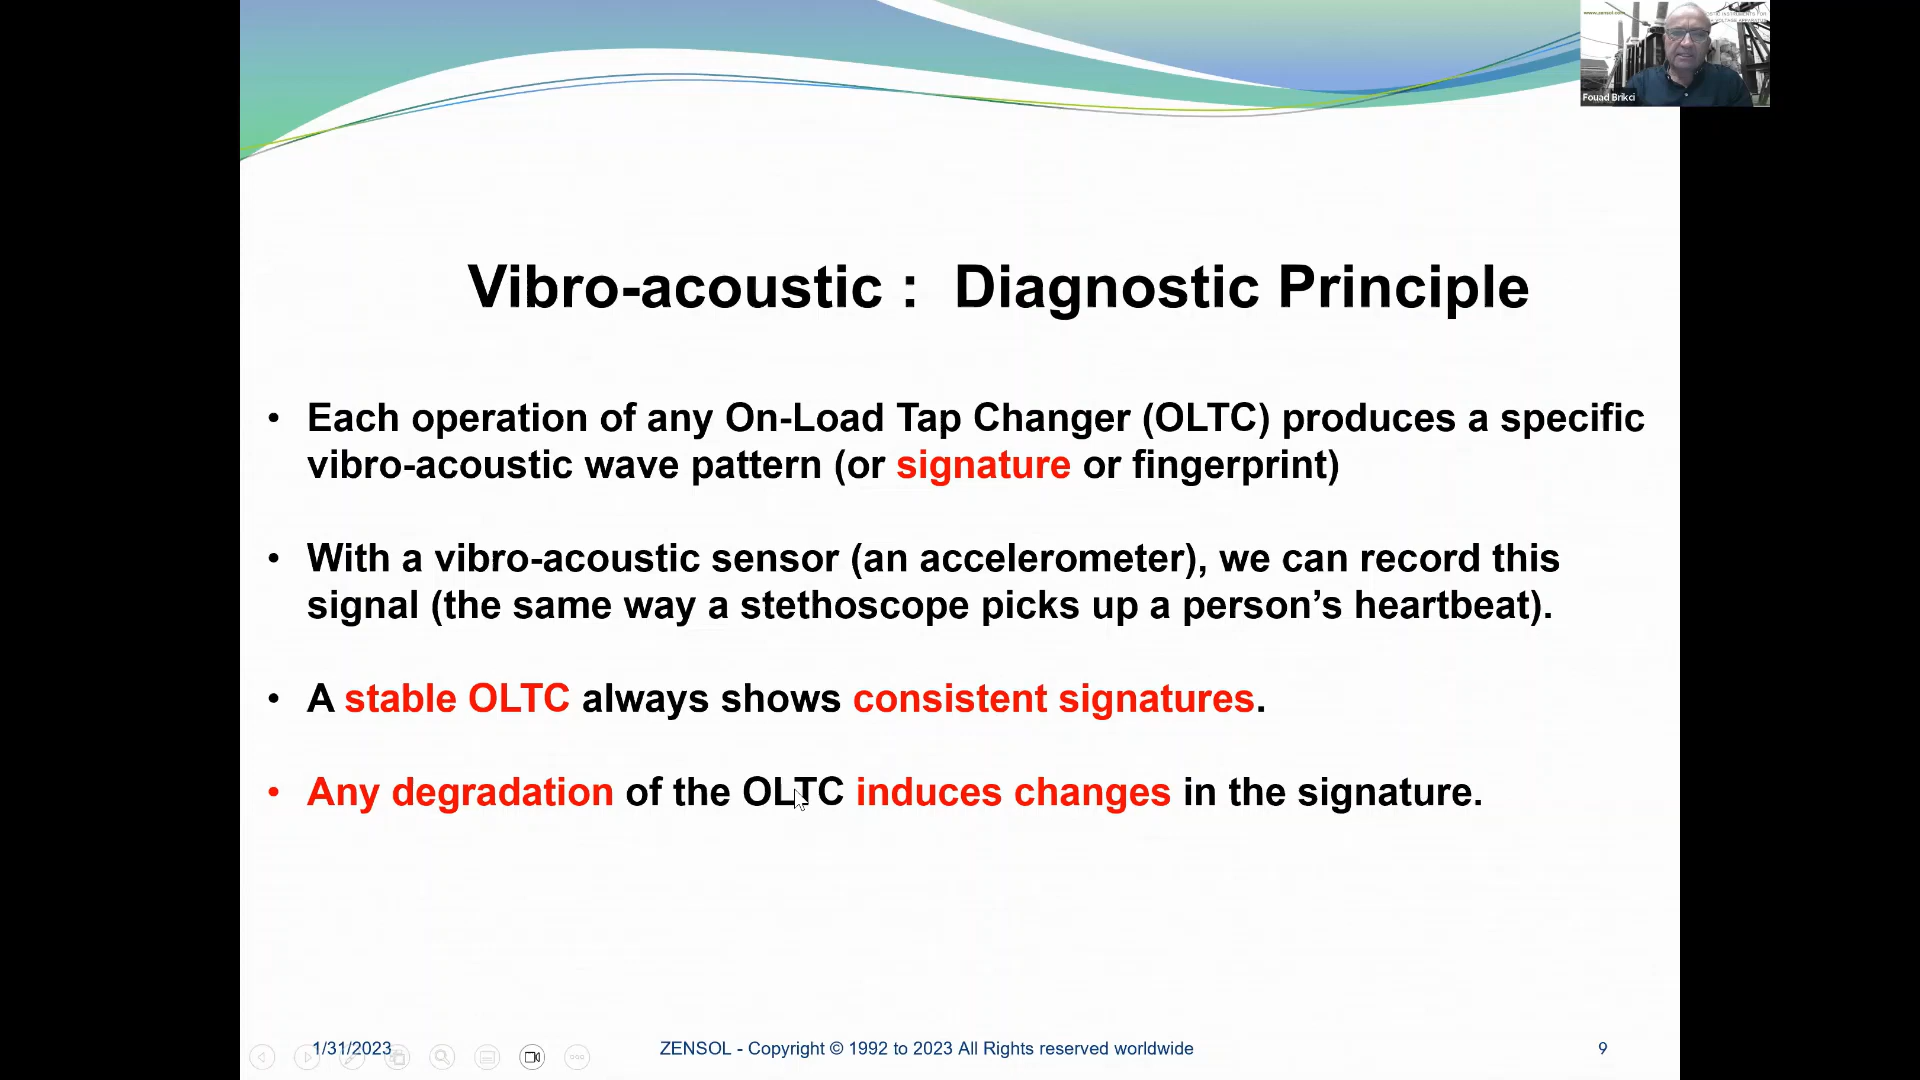 www.zensol.com
Fouad Brikci
Vibro-acoustic : Diagnostic Principle
• Each operation of any On-Load Tap Changer (OLTC) produces a specific
vibro-acoustic wave pattern (or signature or fingerprint)
• With a vibro-acoustic sensor (an accelerometer), we can record this
signal (the same way a stethoscope picks up a person’s heartbeat).
• A stable OLTC always shows consistent signatures.
• Any degradation of the OLTC induces changes in the signature.
1/31/2023
ZENSOL - Copyright © 1992 to 2023 All Rights reserved worldwide
9